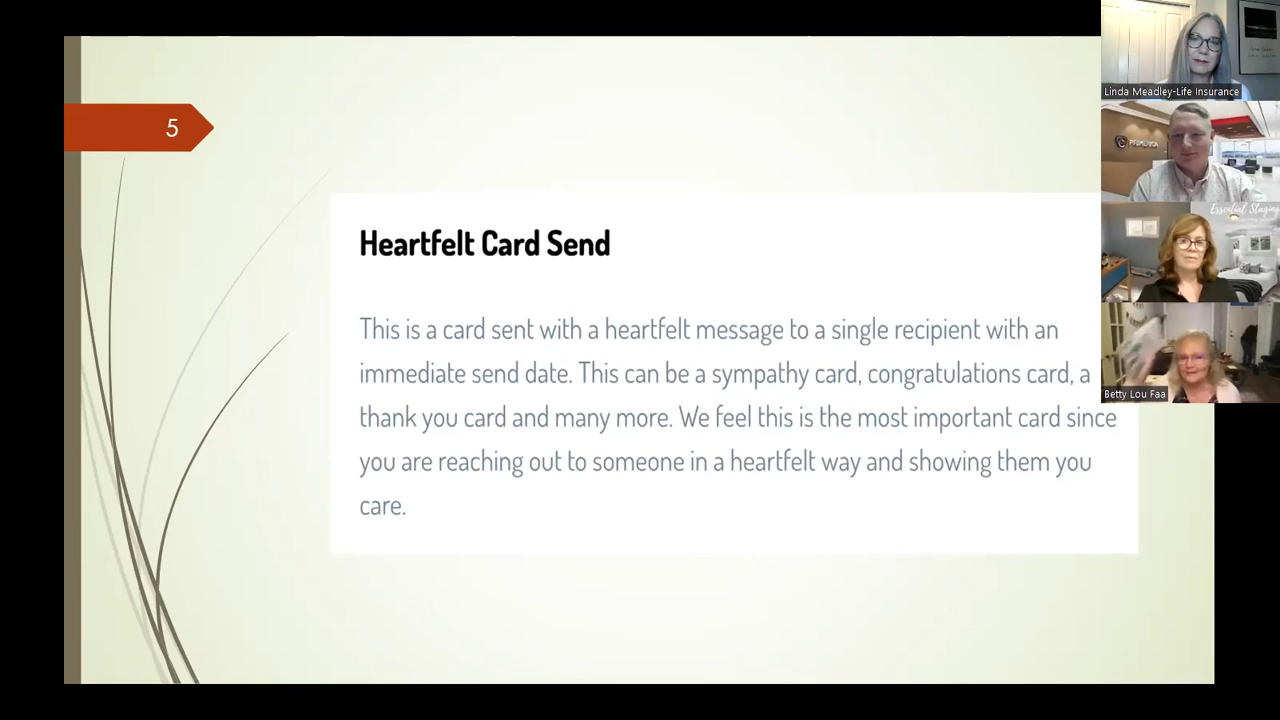 5
Heartfelt Card Send
This is a card sent with a heartfelt message to a single recipient with an
immediate send date. This can be a sympathy card, congratulations card, a
thank you card and many more. We feel this is the most important card since
you are reaching out to someone in a heartfelt way and showing them you
care.
Linda Meadley-Life Insurance
Essential Staging
Betty Lou Faa